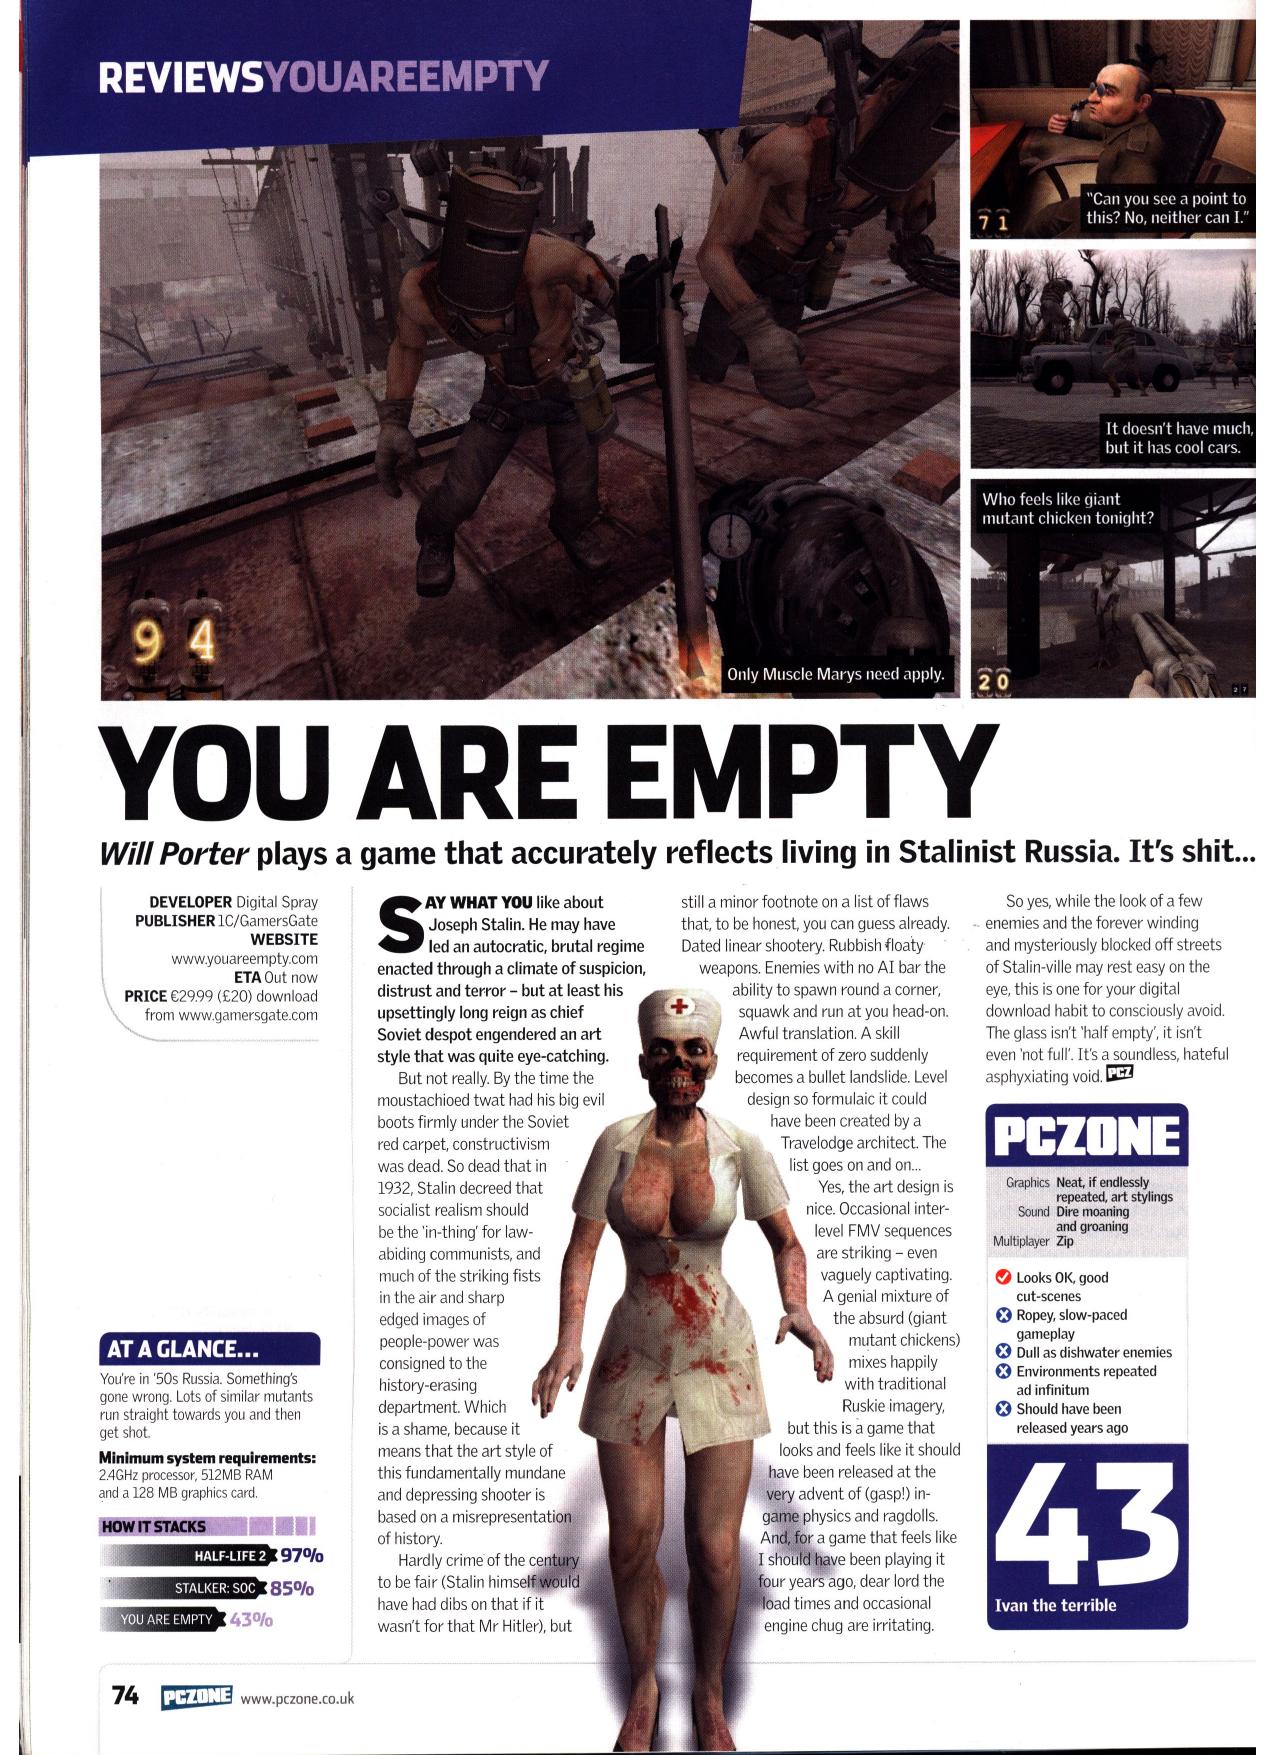 REVIEWSYOUAREEMPTY
"Can you see a point to
this? No, neither can I."
7 1
It doesn't have much,
but it has cool cars.
Who feels like giant
mutant chicken tonight?
2 0
2 7
9 4
Only Muscle Marys need apply.
YOU ARE EMPTY
Will Porter plays a game that accurately reflects living in Stalinist Russia. It's shit...
DEVELOPER Digital Spray
PUBLISHER 1C/GamersGate
WEBSITE
www.youareempty.com
ETA Out now
PRICE €29.99 (£20) download
from www.gamersgate.com
AT A GLANCE...
You're in '50s Russia. Something's
gone wrong. Lots of similar mutants
run straight towards you and then
get shot.
Minimum system requirements:
2.4GHz processor, 512MB RAM
and a 128 MB graphics card.
HOW IT STACKS
HALF-LIFE 2 97%
STALKER: SOC 85%
YOU ARE EMPTY 43%
SAY WHAT YOU like about
Joseph Stalin. He may have
led an autocratic, brutal regime
enacted through a climate of suspicion,
distrust and terror – but at least his
upsettingly long reign as chief
Soviet despot engendered an art
style that was quite eye-catching.
But not really. By the time the
moustachioed twat had his big evil
boots firmly under the Soviet
red carpet, constructivism
was dead. So dead that in
1932, Stalin decreed that
socialist realism should
be the 'in-thing' for law-
abiding communists, and
much of the striking fists
in the air and sharp
edged images of
people-power was
consigned to the
history-erasing
department. Which
is a shame, because it
means that the art style of
this fundamentally mundane
and depressing shooter is
based on a misrepresentation
of history.
Hardly crime of the century
to be fair (Stalin himself would
have had dibs on that if it
wasn't for that Mr Hitler), but
still a minor footnote on a list of flaws
that, to be honest, you can guess already.
Dated linear shootery. Rubbish floaty
weapons. Enemies with no AI bar the
ability to spawn round a corner,
squawk and run at you head-on.
Awful translation. A skill
requirement of zero suddenly
becomes a bullet landslide. Level
design so formulaic it could
have been created by a
Travelodge architect. The
list goes on and on...
Yes, the art design is
nice. Occasional inter-
level FMV sequences
are striking – even
vaguely captivating.
A genial mixture of
the absurd (giant
mutant chickens)
mixes happily
with traditional
Ruskie imagery,
but this is a game that
looks and feels like it should
have been released at the
very advent of (gasp!) in-
game physics and ragdolls.
And, for a game that feels like
I should have been playing it
four years ago, dear lord the
load times and occasional
engine chug are irritating.
So yes, while the look of a few
enemies and the forever winding
and mysteriously blocked off streets
of Stalin-ville may rest easy on the
eye, this is one for your digital
download habit to consciously avoid.
The glass isn't 'half empty', it isn't
even 'not full'. It's a soundless, hateful
asphyxiating void. PCZ
PCZONE
Graphics Neat, if endlessly
repeated, art stylings
Sound Dire moaning
and groaning
Multiplayer Zip
Looks OK, good
cut-scenes
Ropey, slow-paced
gameplay
Dull as dishwater enemies
Environments repeated
ad infinitum
Should have been
released years ago
43
Ivan the terrible
74 PCZONE www.pczone.co.uk